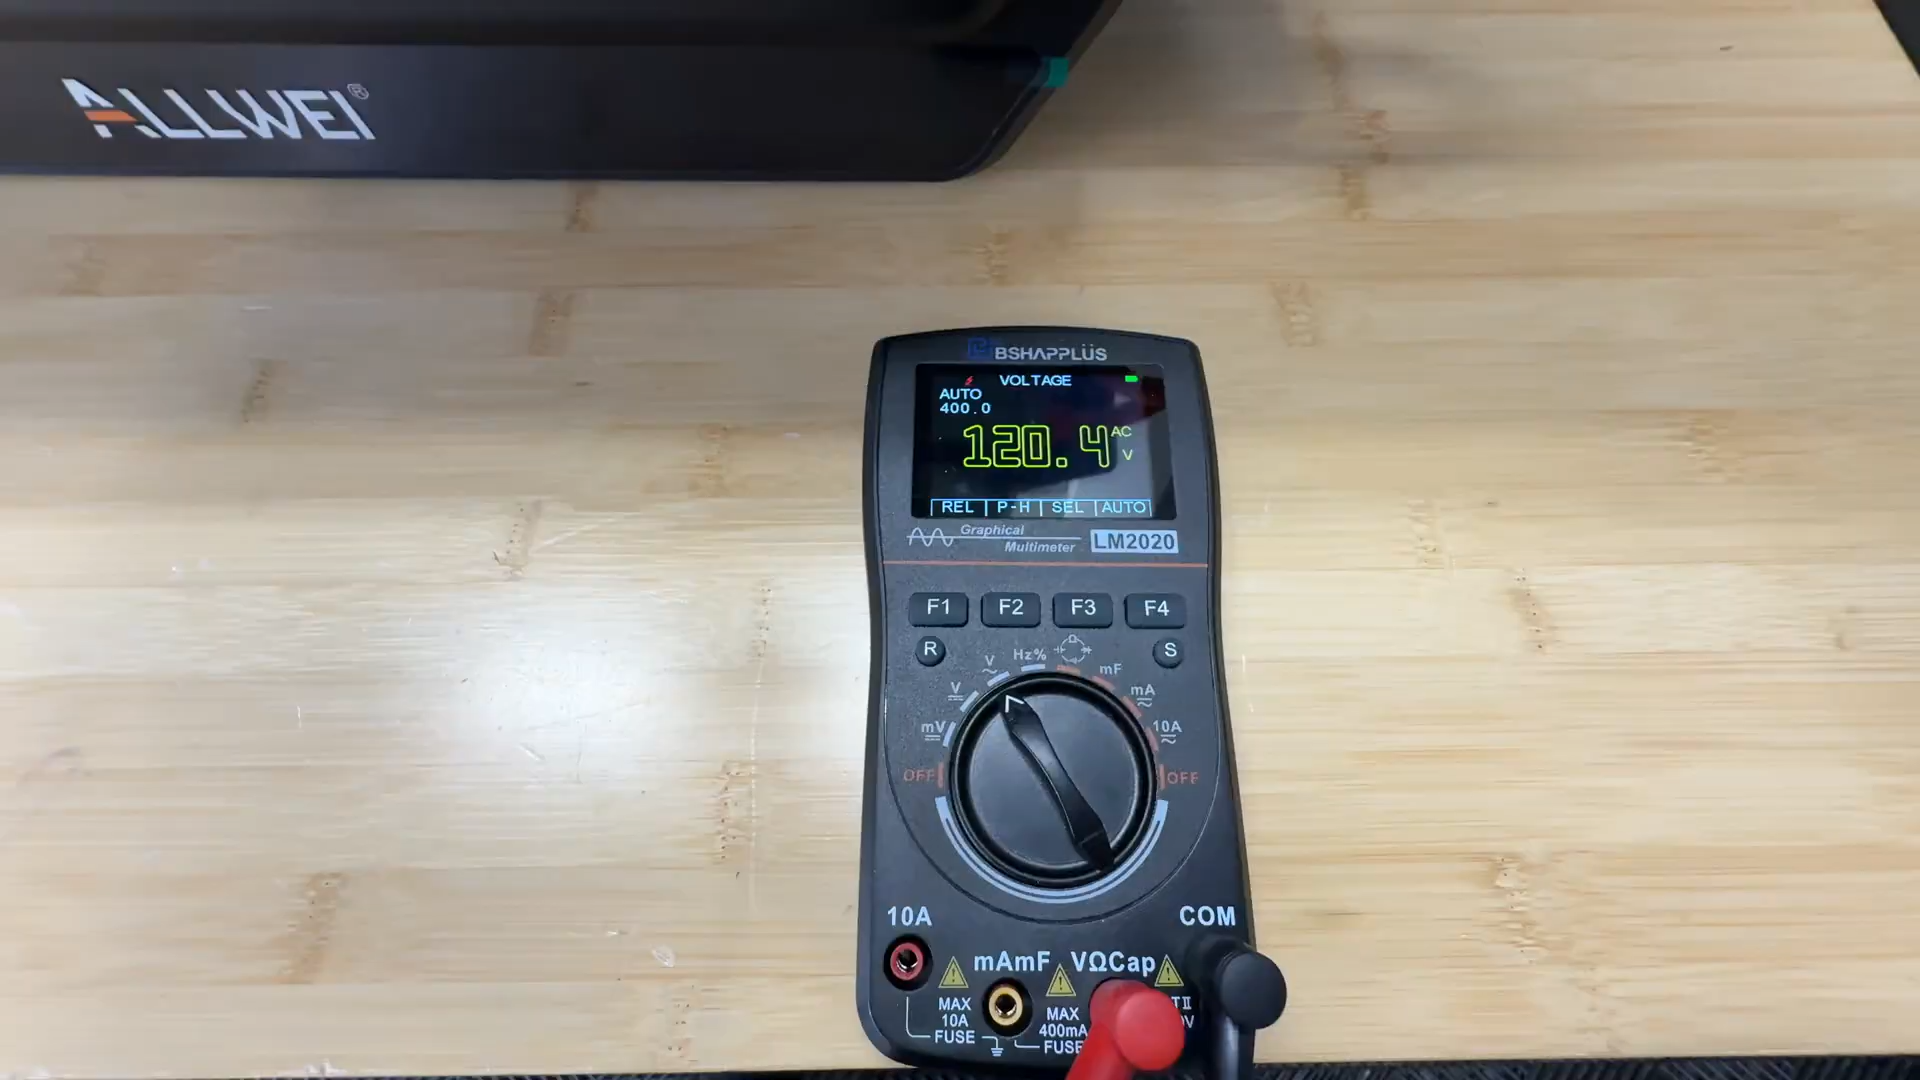 ALLWEI®
BSHAPPLUS
VOLTAGE
AUTO
400.0
120.4 AC
V
REL P-H SEL AUTO
Graphical
Multimeter LM2020
F1 F2 F3 F4
R S
mV V V Hz% Ω mF mA 10A
OFF OFF
10A COM
mAmF VΩCap
MAX
10A
FUSE
MAX
400mA
FUSE